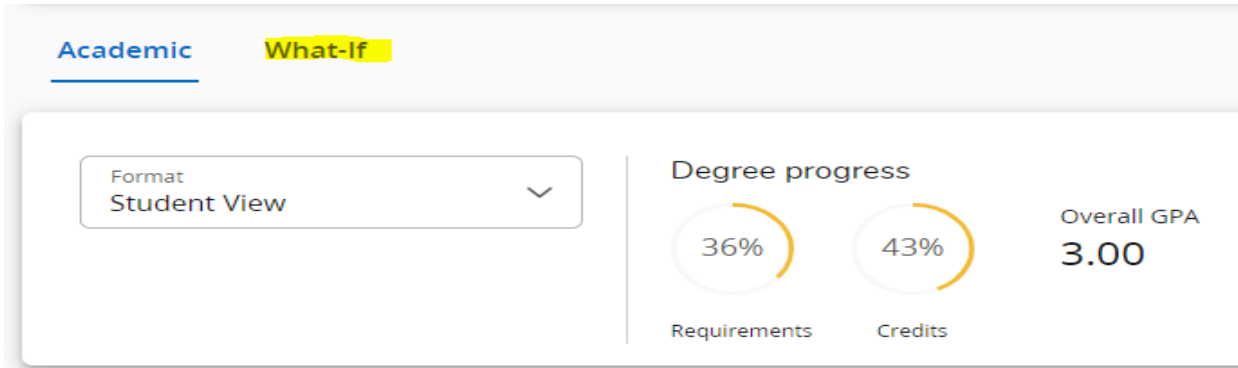 Academic What-If
Format
Student View
Degree progress
36% 43%
Requirements Credits
Overall GPA
3.00